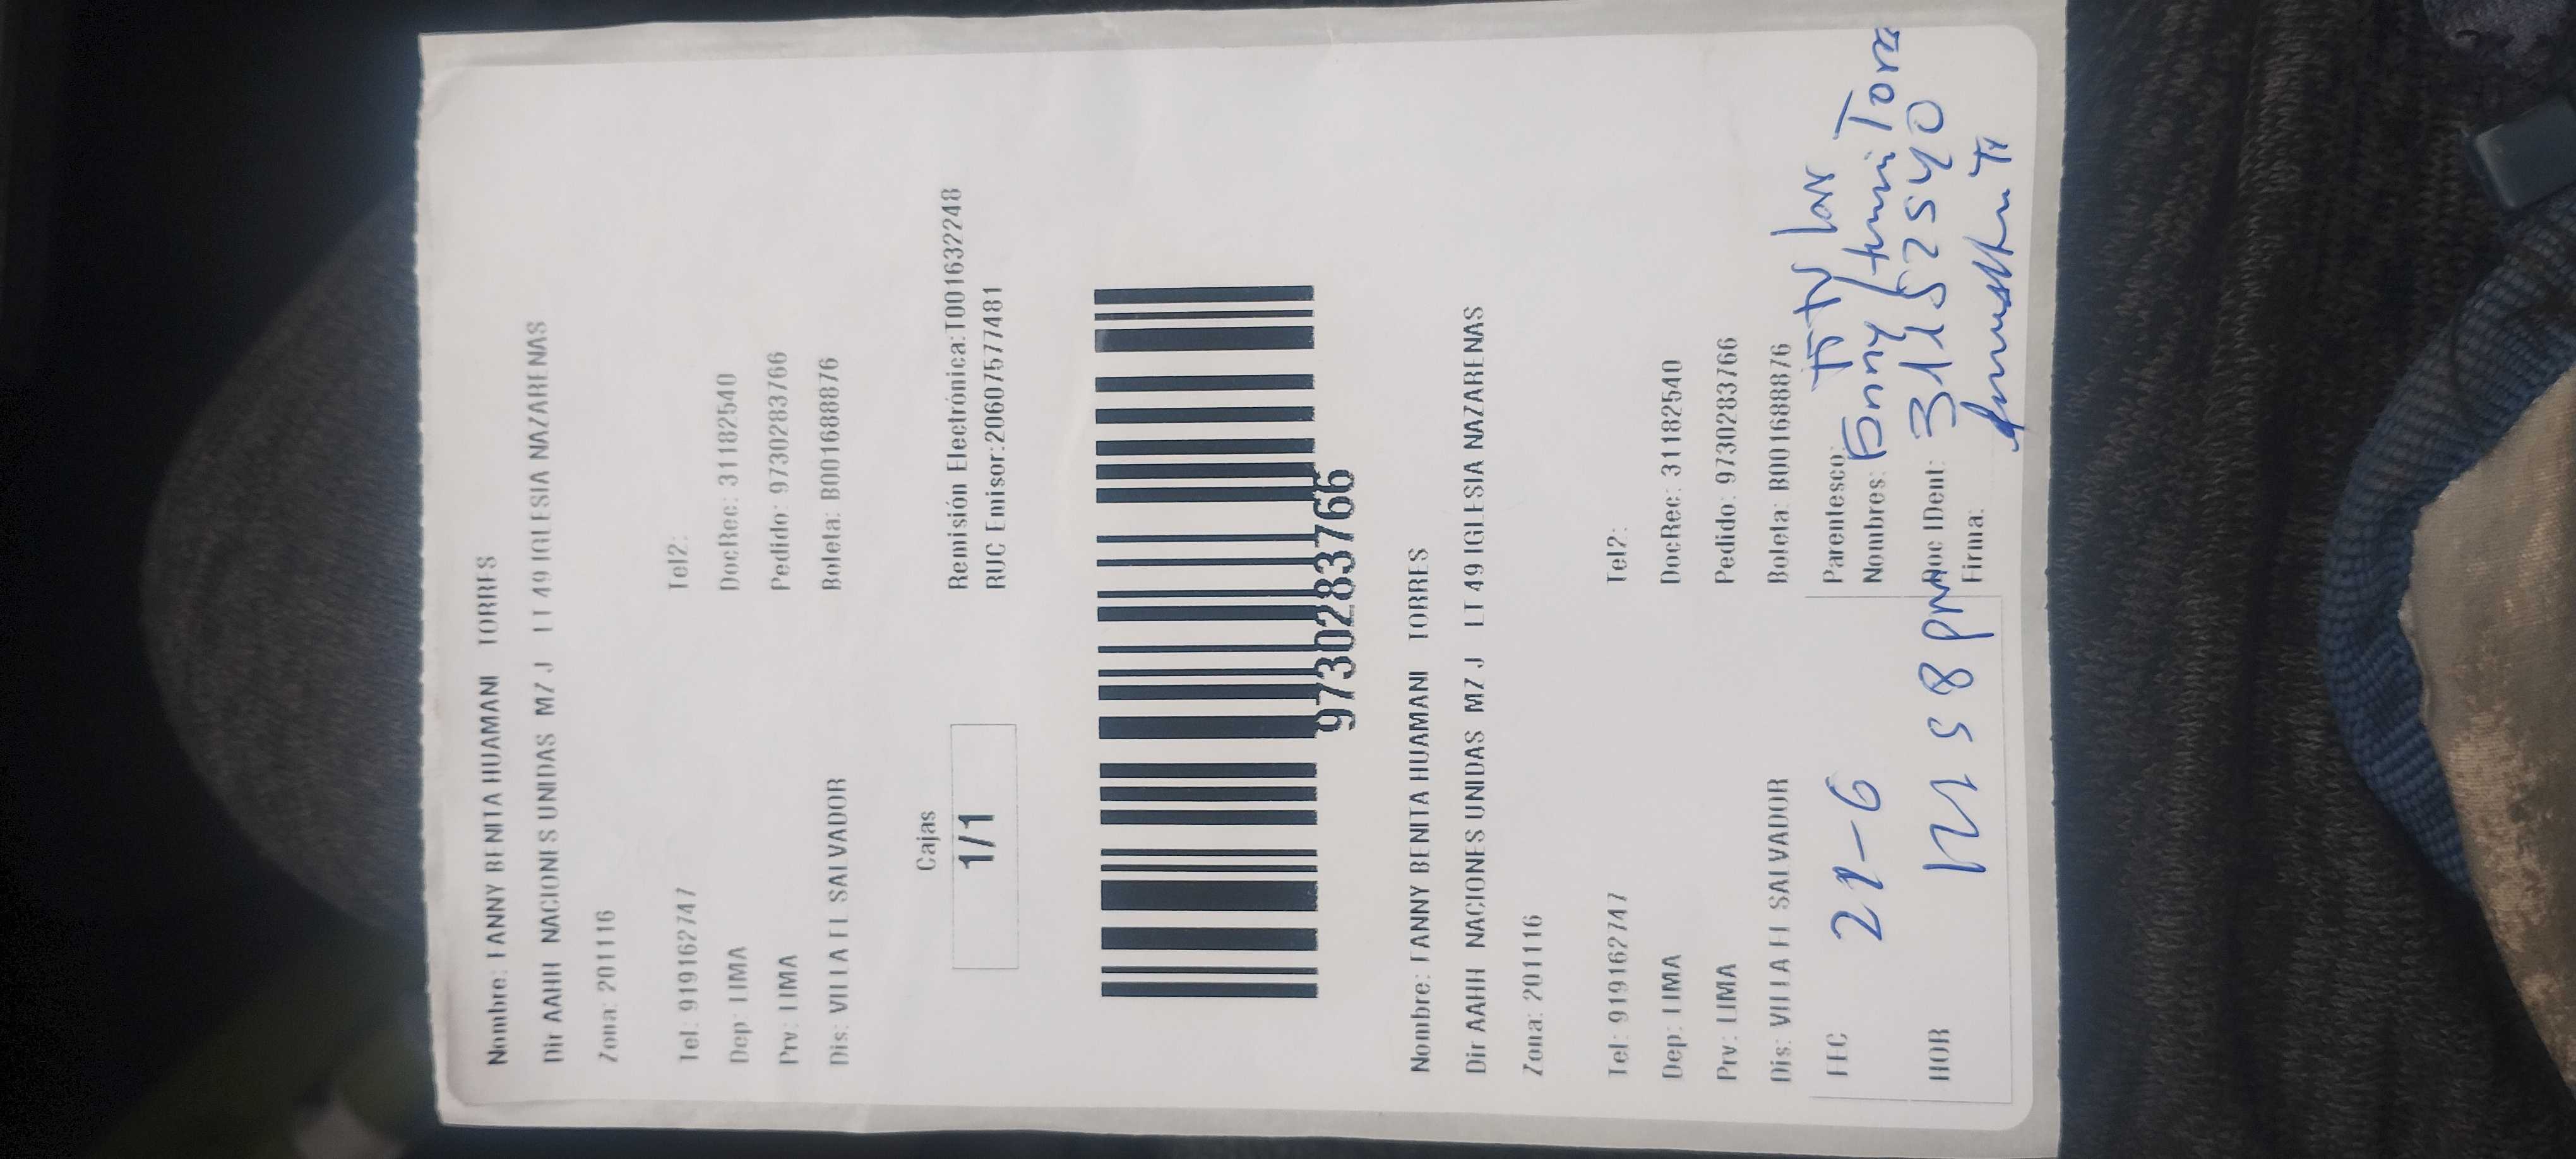 Nombre: FANNY BENITA HUAMANI TORRES
Dir AAHH NACIONES UNIDAS MZ J LT 49 IGLESIA NAZARENAS
Zona: 201116
Tel: 919162747 Tel2:
Dep: LIMA DocRec: 31182540
Prv: LIMA Pedido: 9730283766
Dis: VILLA EL SALVADOR Boleta: B001688876
Cajas
1/1
Remisión Electrónica:T001632248
RUC Emisor:20607577481
9730283766
Nombre: FANNY BENITA HUAMANI TORRES
Dir AAHH NACIONES UNIDAS MZ J LT 49 IGLESIA NAZARENAS
Zona: 201116
Tel: 919162747 Tel2:
Dep: LIMA DocRec: 31182540
Prv: LIMA Pedido: 9730283766
Dis: VILLA EL SALVADOR Boleta: B001688876
FEC 21-6
HOR 8 pm
Parentesco:
Nombres: Fanny
Doc IDent:
Firma: